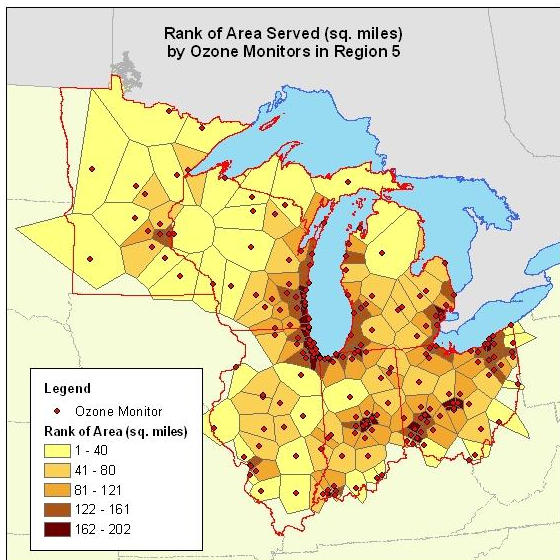 Rank of Area Served (sq. miles)
by Ozone Monitors in Region 5
Legend
Ozone Monitor
Rank of Area (sq. miles)
1 - 40
41 - 80
81 - 121
122 - 161
162 - 202